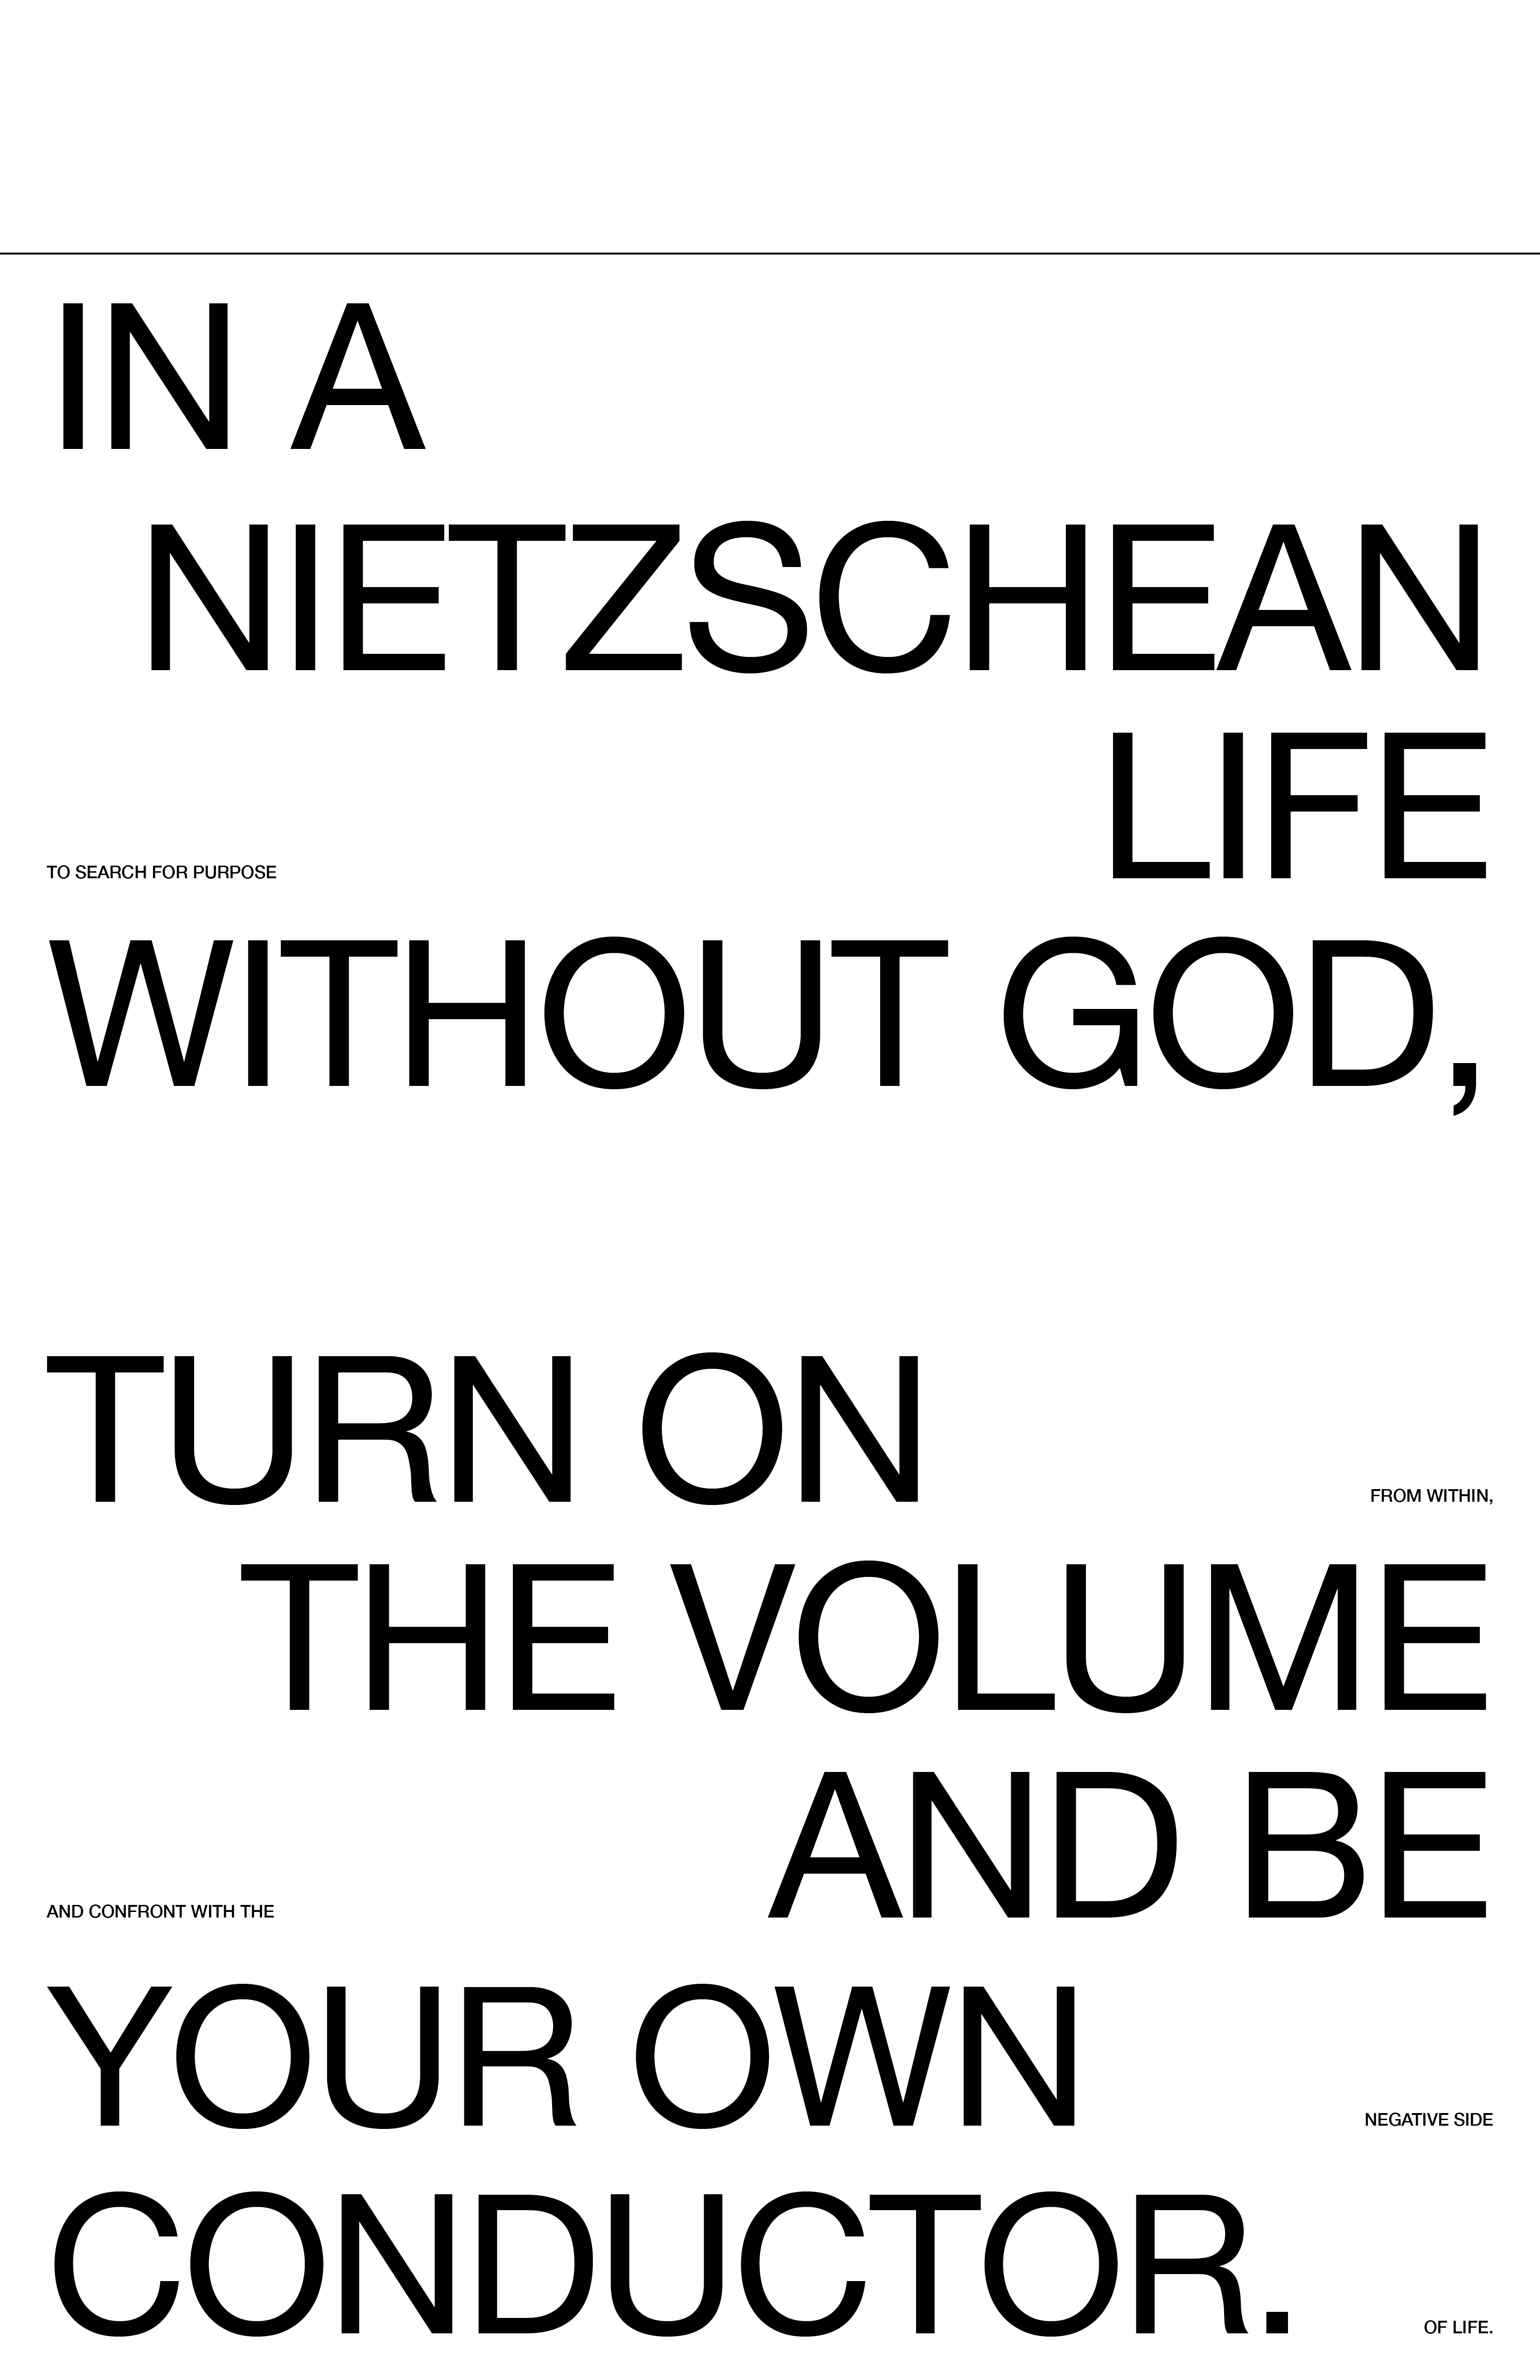 IN A
NIETZSCHEAN
LIFE
TO SEARCH FOR PURPOSE
WITHOUT GOD,
TURN ON
FROM WITHIN,
THE VOLUME
AND BE
AND CONFRONT WITH THE
YOUR OWN
NEGATIVE SIDE
CONDUCTOR.
OF LIFE.